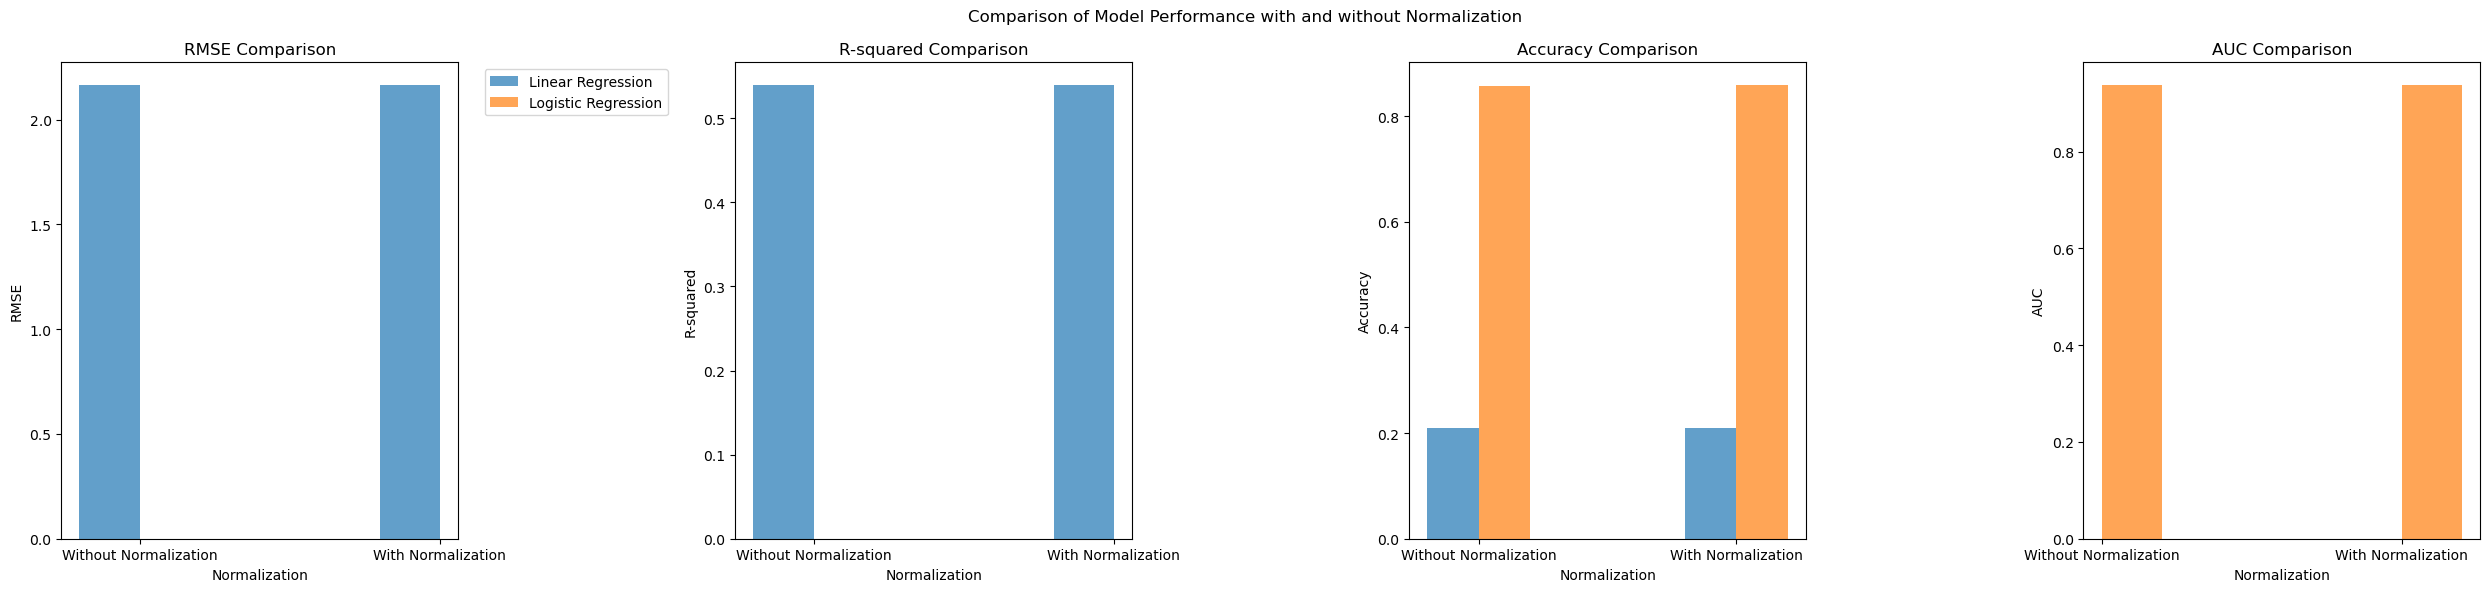 Comparison of Model Performance with and without Normalization
RMSE Comparison
RMSE
2.0
1.5
1.0
0.5
0.0
Without Normalization With Normalization
Normalization
Linear Regression
Logistic Regression
R-squared Comparison
R-squared
0.5
0.4
0.3
0.2
0.1
0.0
Without Normalization With Normalization
Normalization
Accuracy Comparison
Accuracy
0.8
0.6
0.4
0.2
0.0
Without Normalization With Normalization
Normalization
AUC Comparison
AUC
0.8
0.6
0.4
0.2
0.0
Without Normalization With Normalization
Normalization